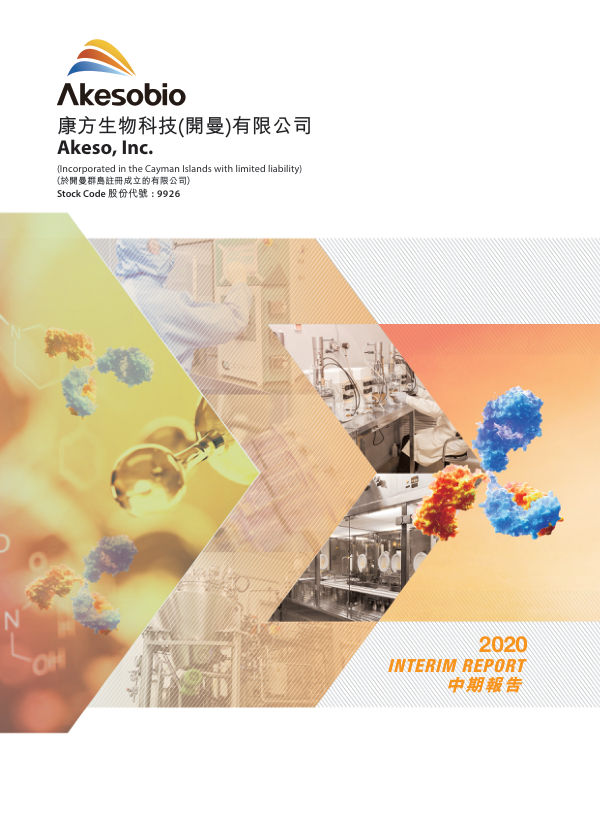 Akesobio
康方生物科技(開曼)有限公司
Akeso, Inc.
(Incorporated in the Cayman Islands with limited liability)
(於開曼群島註冊成立的有限公司)
Stock Code 股份代號 : 9926
N
O
O
H
H
N
L
OH
2020
INTERIM REPORT
中期報告